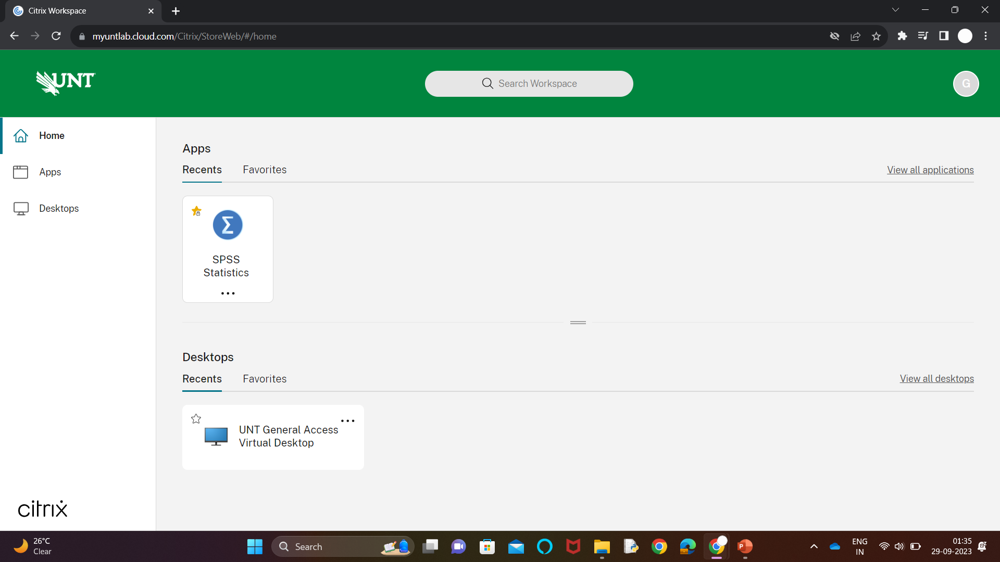 Citrix Workspace
myuntlab.cloud.com/Citrix/StoreWeb/#/home
UNT
Search Workspace
G
Home
Apps
Desktops
Apps
Recents
Favorites
View all applications
SPSS
Statistics
Desktops
Recents
Favorites
View all desktops
UNT General Access
Virtual Desktop
citrix
26°C
Clear
Search
P
ENG
IN
01:35
29-09-2023